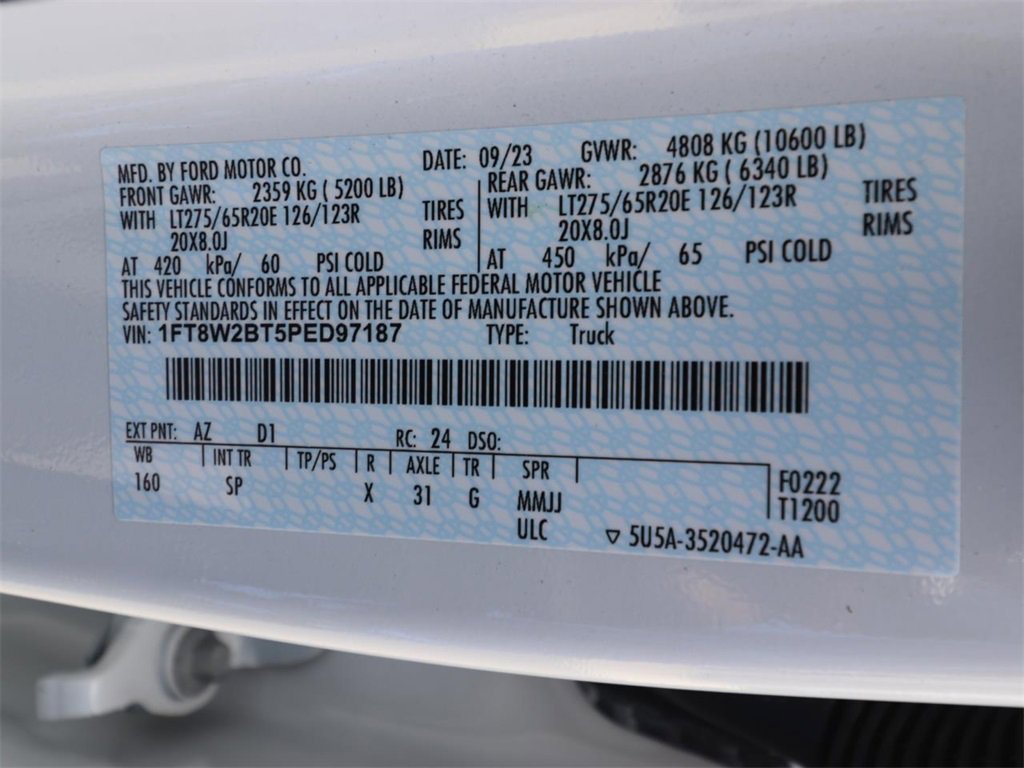 MFD. BY FORD MOTOR CO. DATE: 09/23 GVWR: 4808 KG (10600 LB)
FRONT GAWR: 2359 KG ( 5200 LB) REAR GAWR: 2876 KG ( 6340 LB)
WITH LT275/65R20E 126/123R TIRES WITH LT275/65R20E 126/123R TIRES
20X8.0J RIMS 20X8.0J RIMS
AT 420 kPa/ 60 PSI COLD AT 450 kPa/ 65 PSI COLD
THIS VEHICLE CONFORMS TO ALL APPLICABLE FEDERAL MOTOR VEHICLE
SAFETY STANDARDS IN EFFECT ON THE DATE OF MANUFACTURE SHOWN ABOVE.
VIN: 1FT8W2BT5PED97187 TYPE: Truck
EXT PNT: AZ D1 RC: 24 DSO:
WB INT TR TP/PS R AXLE TR SPR
160 SP X 31 G MMJJ F0222
ULC T1200
▽ 5U5A-3520472-AA